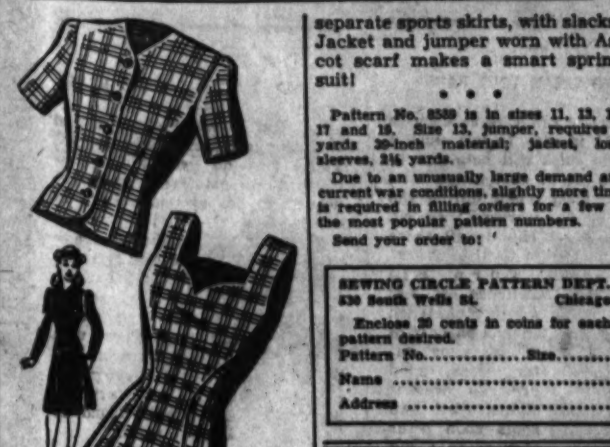 separate sports skirts, with slacks
Jacket and jumper worn with As
cot scarf makes a smart sprin
suit!
• • •
Pattern No. 8589 is in sizes 11, 13, 1
17 and 19. Size 13, jumper, requires
yards 39-inch material; jacket, lo
sleeves, 2¼ yards.
Due to an unusually large demand a
current war conditions, slightly more ti
is required in filling orders for a few
the most popular pattern numbers.
Send your order to:
SEWING CIRCLE PATTERN DEPT.
530 South Wells St. Chicago
Enclose 20 cents in coins for each
pattern desired.
Pattern No. Size
Name
Address